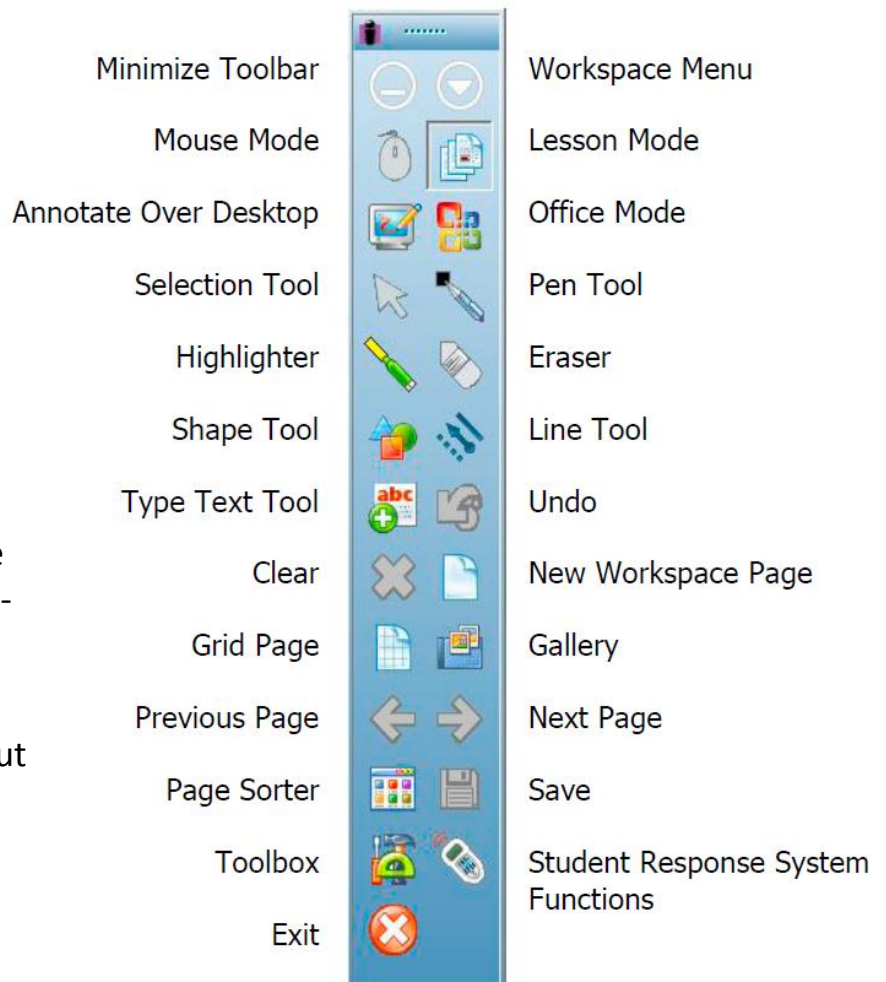 Minimize Toolbar
Workspace Menu
Mouse Mode
Lesson Mode
Annotate Over Desktop
Office Mode
Selection Tool
Pen Tool
Highlighter
Eraser
Shape Tool
Line Tool
abc
Type Text Tool
Undo
e
Clear
New Workspace Page
-
Grid Page
Gallery
Previous Page
Next Page
ut
Page Sorter
Save
Toolbox
Student Response System
Functions
Exit